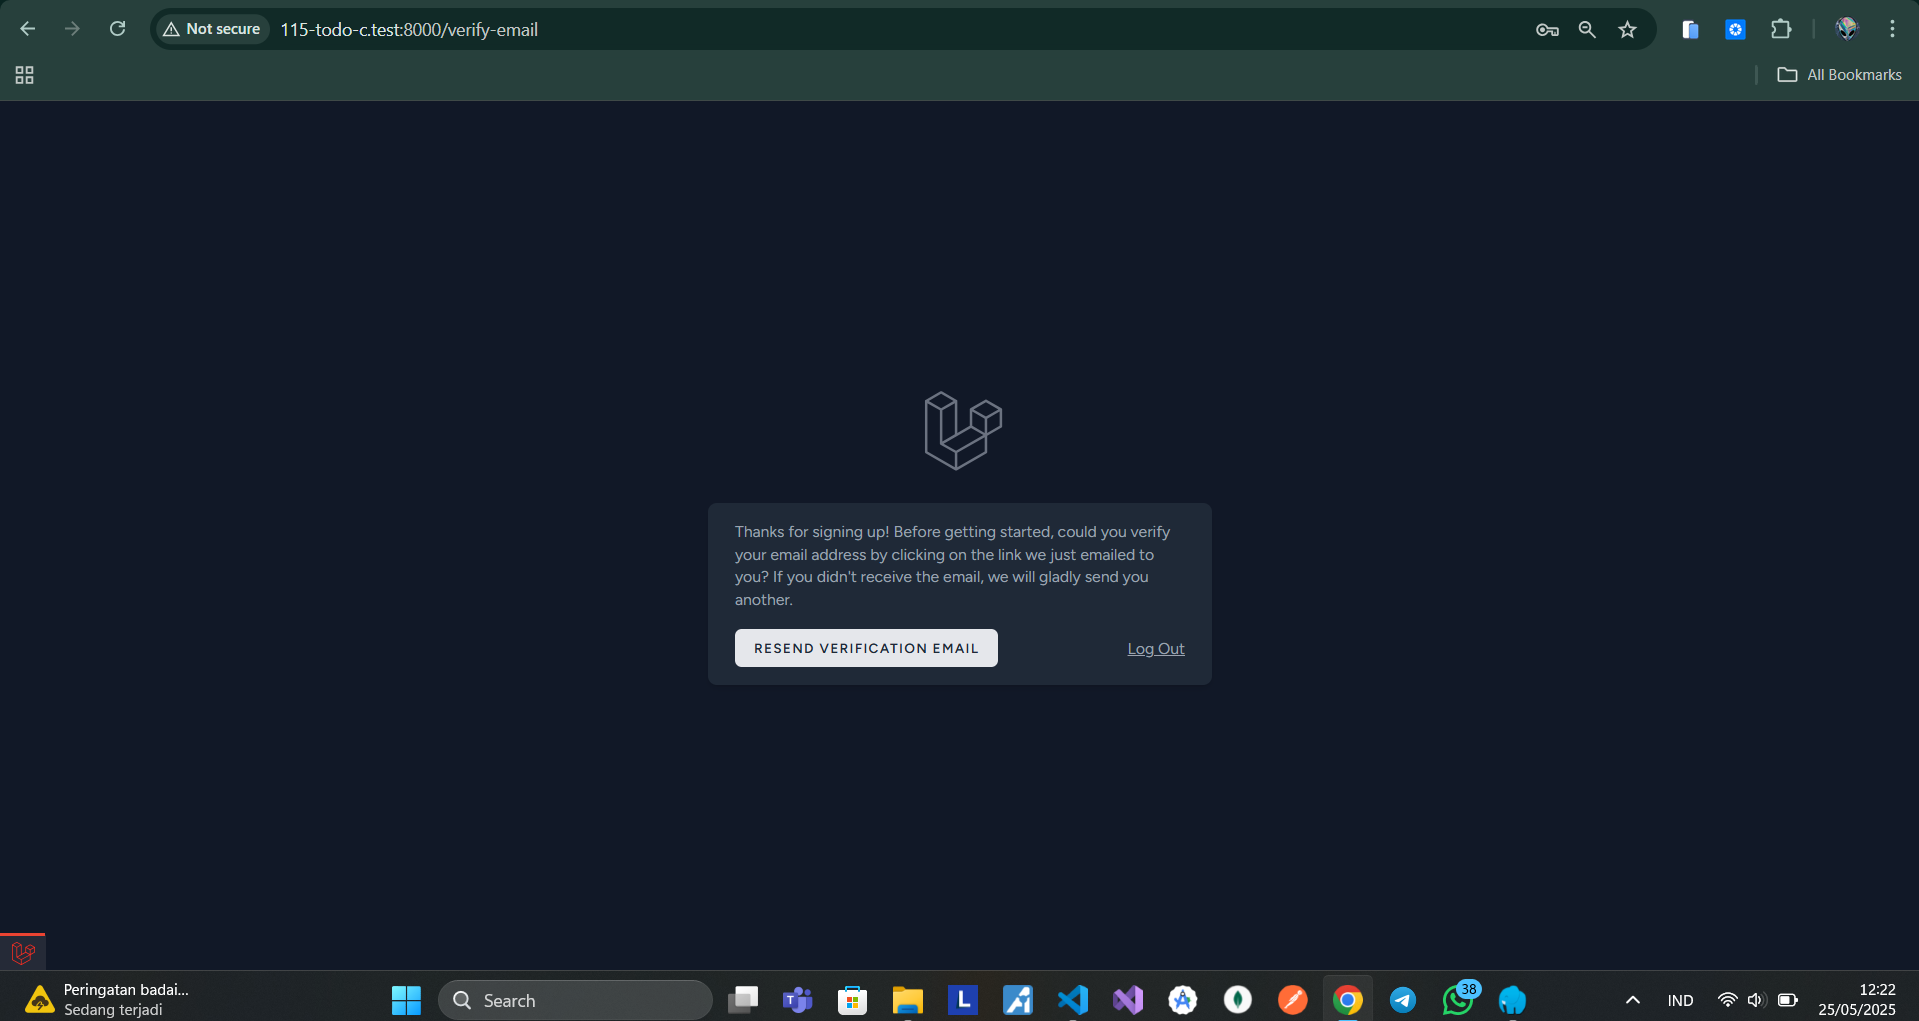 Not secure
115-todo-c.test:8000/verify-email
All Bookmarks
Thanks for signing up! Before getting started, could you verify
your email address by clicking on the link we just emailed to
you? If you didn't receive the email, we will gladly send you
another.
RESEND VERIFICATION EMAIL
Log Out
Peringatan badai...
Sedang terjadi
Search
T
L
38
IND
12:22
25/05/2025